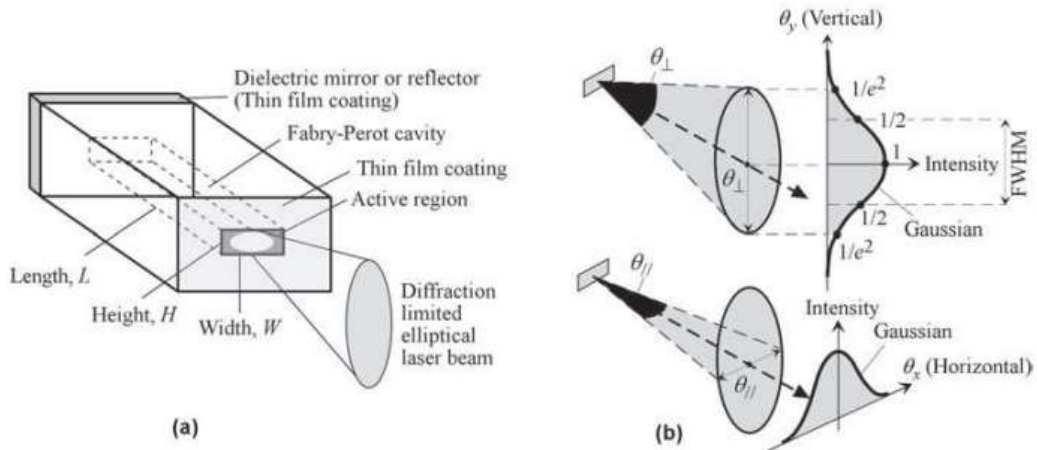 Dielectric mirror or reflector
(Thin film coating)
Fabry-Perot cavity
Thin film coating
Active region
Length, L
Height, H
Width, W
Diffraction
limited
elliptical
laser beam
(a)
θy (Vertical)
θ⊥
1/e²
1/2
1
Intensity
FWHM
θ⊥
1/2
Gaussian
1/e²
θ//
Intensity
Gaussian
θx (Horizontal)
θ//
(b)